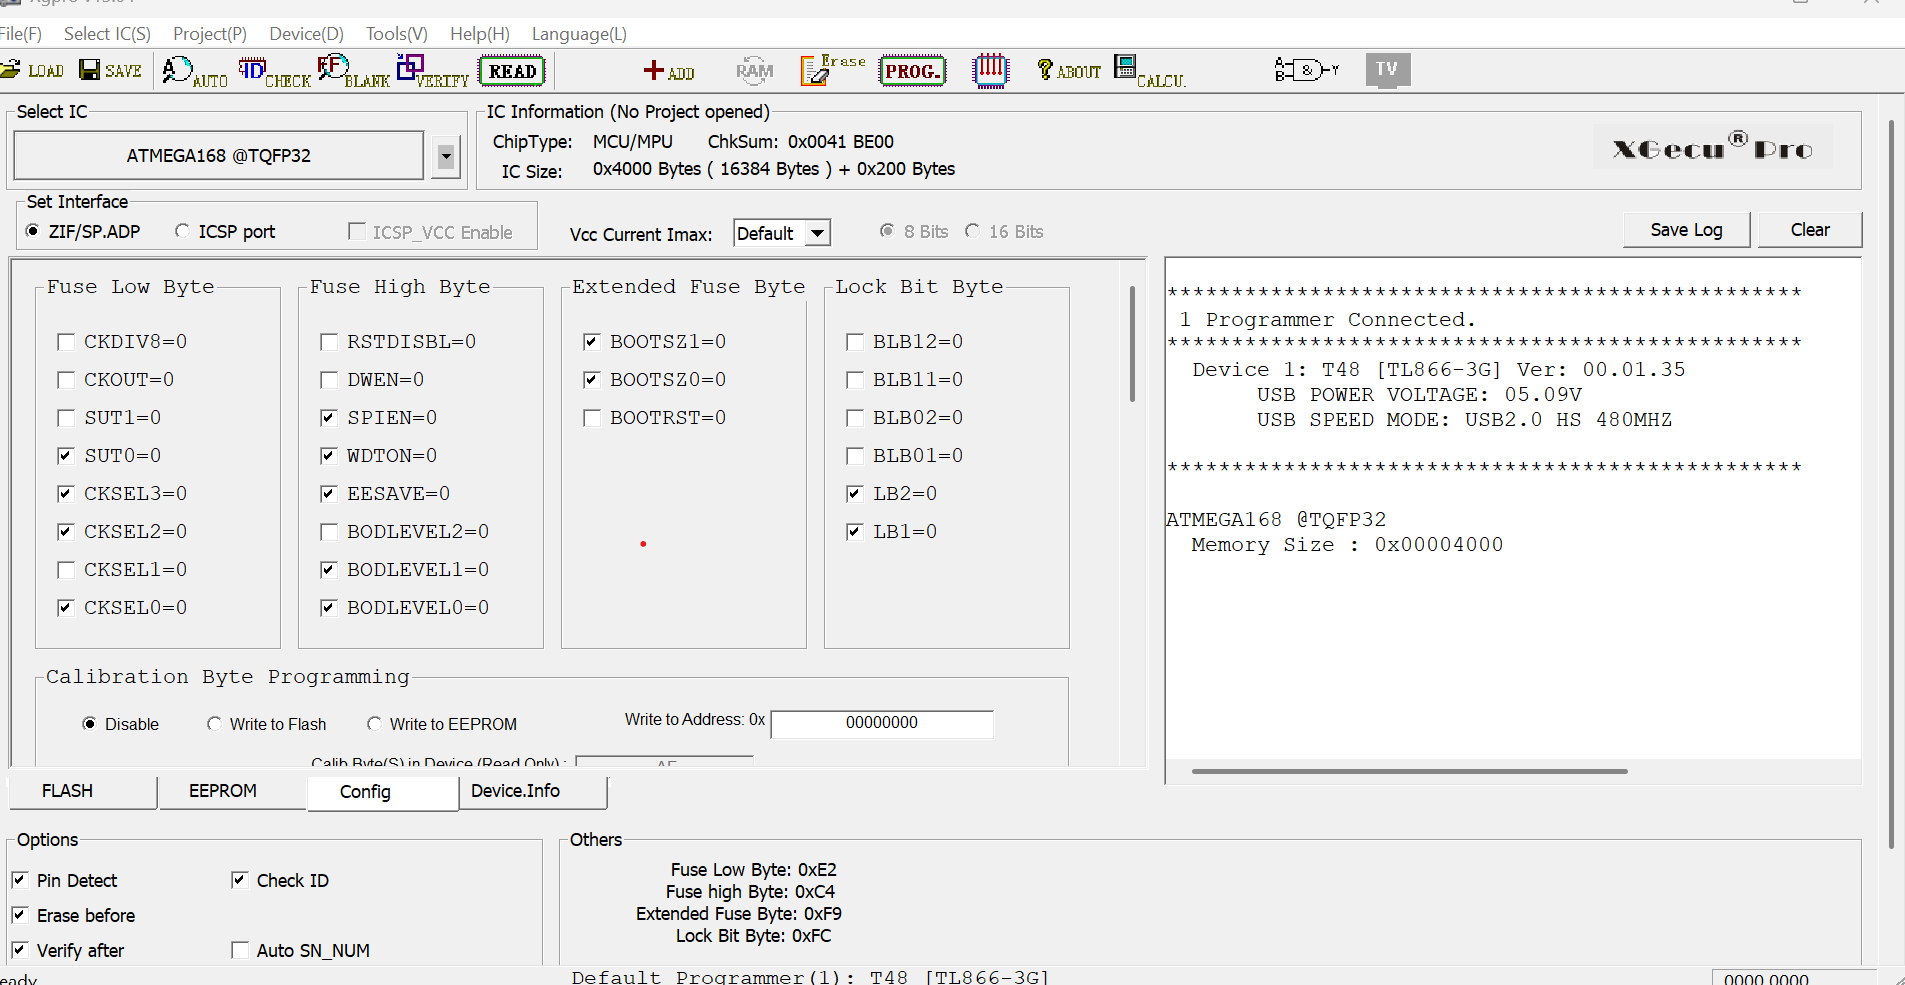 File(F) Select IC(S) Project(P) Device(D) Tools(V) Help(H) Language(L)
LOAD SAVE AUTO CHECK BLANK VERIFY READ ADD RAM Erase PROG. ABOUT CALCU. TV
Select IC
ATMEGA168 @TQFP32
IC Information (No Project opened)
ChipType: MCU/MPU ChkSum: 0x0041 BE00
IC Size: 0x4000 Bytes ( 16384 Bytes ) + 0x200 Bytes
XGecu® Pro
Set Interface
ZIF/SP.ADP ICSP port ICSP_VCC Enable
Vcc Current Imax: Default 8 Bits 16 Bits
Save Log Clear
Fuse Low Byte
CKDIV8=0
CKOUT=0
SUT1=0
SUT0=0
CKSEL3=0
CKSEL2=0
CKSEL1=0
CKSEL0=0
Fuse High Byte
RSTDISBL=0
DWEN=0
SPIEN=0
WDTON=0
EESAVE=0
BODLEVEL2=0
BODLEVEL1=0
BODLEVEL0=0
Extended Fuse Byte
BOOTSZ1=0
BOOTSZ0=0
BOOTRST=0
Lock Bit Byte
BLB12=0
BLB11=0
BLB02=0
BLB01=0
LB2=0
LB1=0
Calibration Byte Programming
Disable Write to Flash Write to EEPROM Write to Address: 0x 00000000
Calib Byte(S) in Device (Read Only) :
*************************************************
1 Programmer Connected.
*************************************************
Device 1: T48 [TL866-3G] Ver: 00.01.35
USB POWER VOLTAGE: 05.09V
USB SPEED MODE: USB2.0 HS 480MHZ
*************************************************
ATMEGA168 @TQFP32
Memory Size : 0x00004000
FLASH EEPROM Config Device.Info
Options
Pin Detect Check ID
Erase before
Verify after Auto SN_NUM
Others
Fuse Low Byte: 0xE2
Fuse high Byte: 0xC4
Extended Fuse Byte: 0xF9
Lock Bit Byte: 0xFC
eady Default Programmer(1): T48 [TL866-3G] 0000 0000